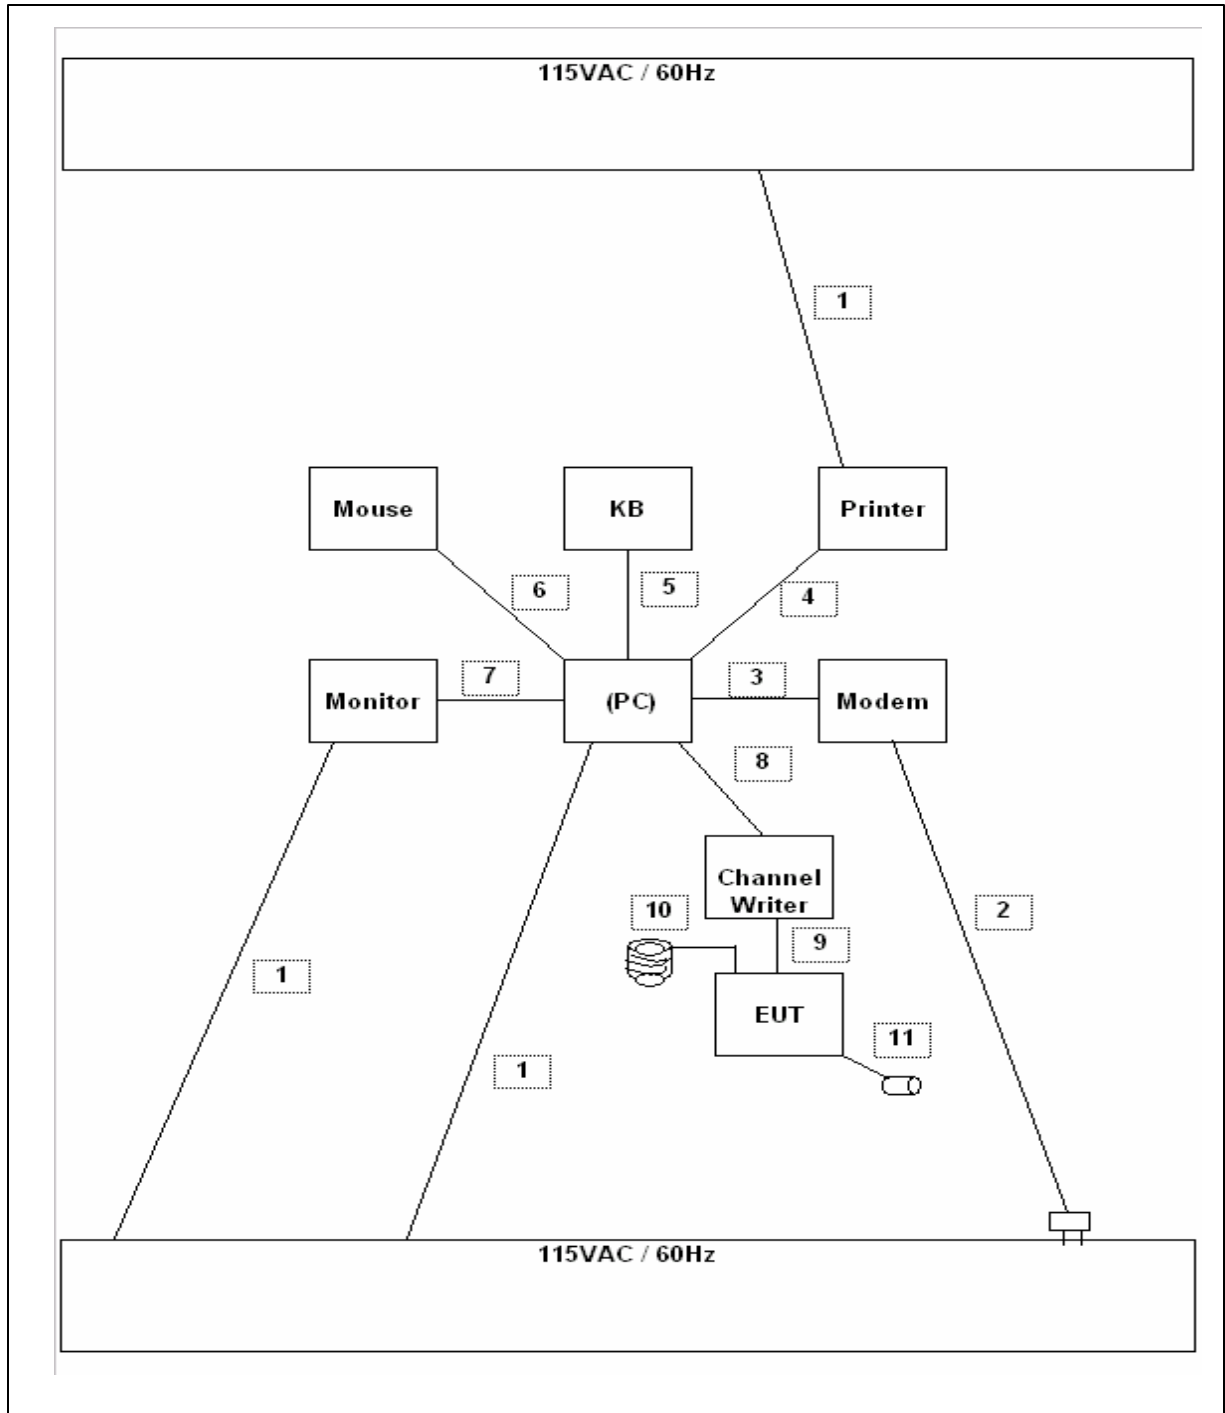 115VAC / 60Hz
1
Mouse
KB
Printer
6
5
4
Monitor
7
(PC)
3
Modem
8
Channel
Writer
10
9
2
1
EUT
11
1
115VAC / 60Hz